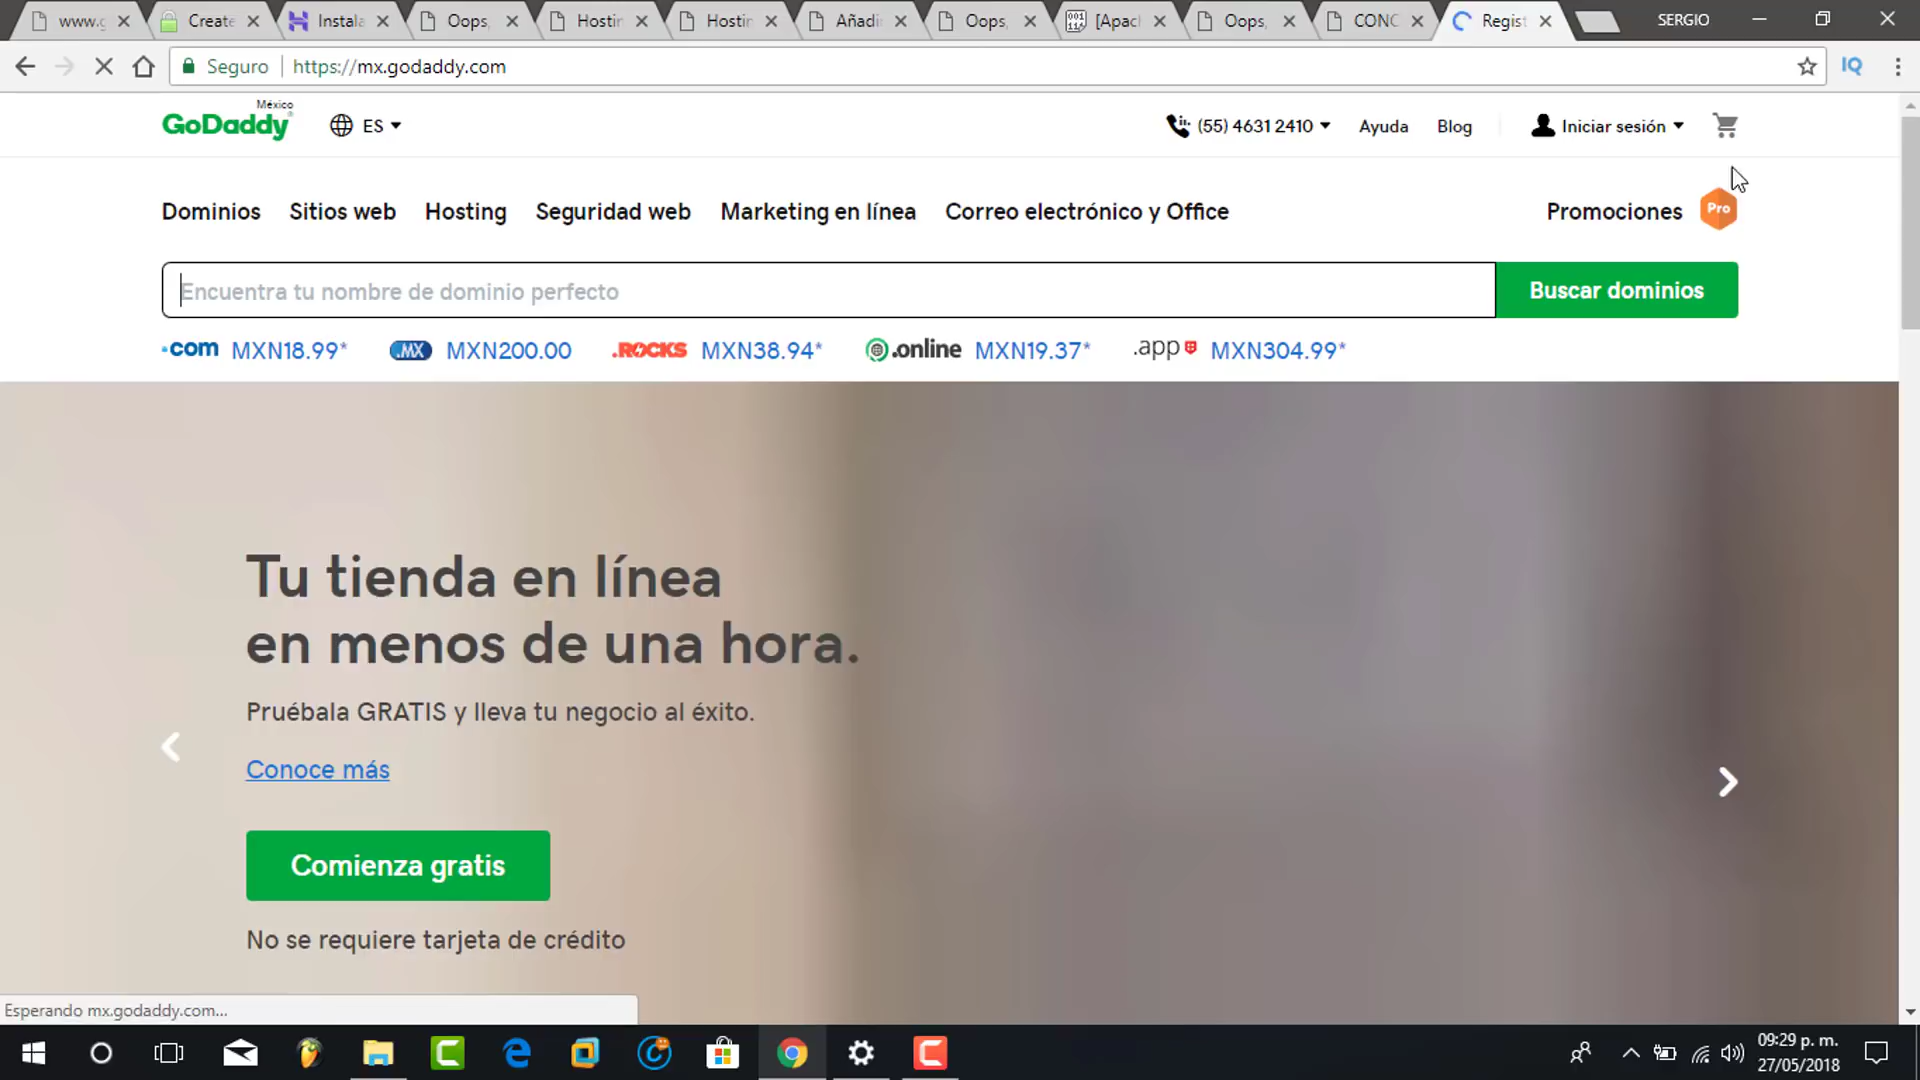 www.g
Create
Instala
Oops,
Hostin
Hostin
Añadi
Oops,
[Apac
Oops,
CONC
Regist
SERGIO
Seguro
https://mx.godaddy.com
IQ
México
GoDaddy
ES
(55) 4631 2410
Ayuda
Blog
Iniciar sesión
Dominios
Sitios web
Hosting
Seguridad web
Marketing en línea
Correo electrónico y Office
Promociones
Pro
Encuentra tu nombre de dominio perfecto
Buscar dominios
.com MXN18.99*
.MX MXN200.00
.ROCKS MXN38.94*
.online MXN19.37*
.app MXN304.99*
Tu tienda en línea
en menos de una hora.
Pruébala GRATIS y lleva tu negocio al éxito.
Conoce más
Comienza gratis
No se requiere tarjeta de crédito
Esperando mx.godaddy.com...
09:29 p. m.
27/05/2018